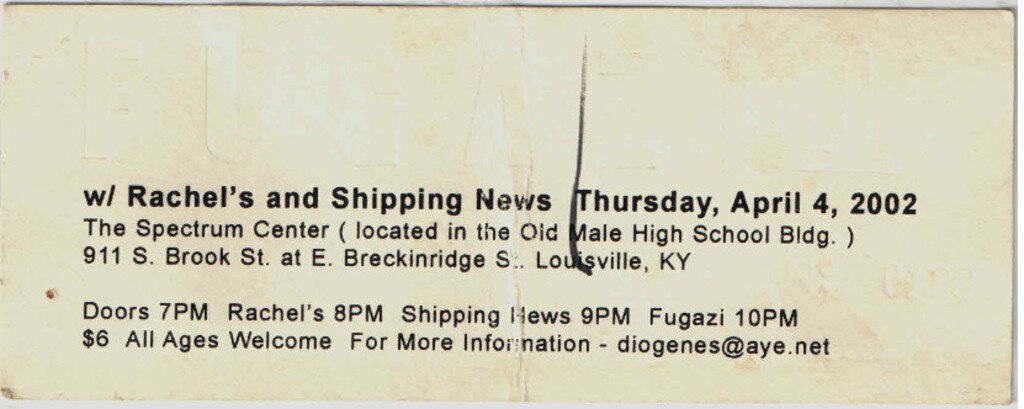 w/ Rachel's and Shipping News Thursday, April 4, 2002
The Spectrum Center ( located in the Old Male High School Bldg. )
911 S. Brook St. at E. Breckinridge St. Louisville, KY
Doors 7PM Rachel's 8PM Shipping News 9PM Fugazi 10PM
$6 All Ages Welcome For More Information - diogenes@aye.net